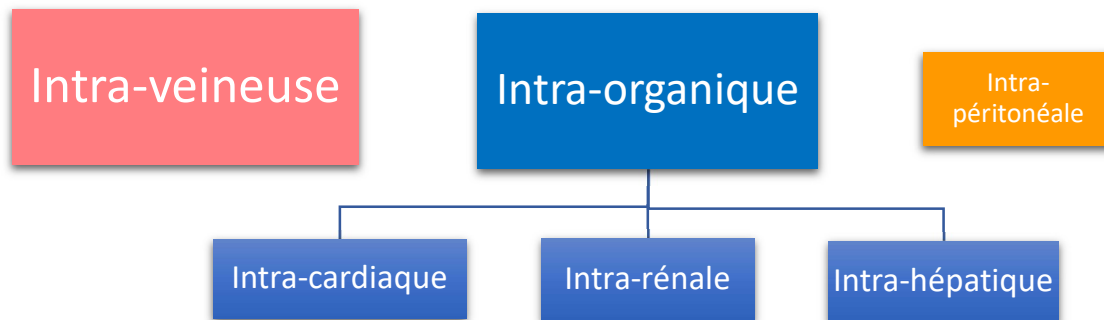 Intra-veineuse
Intra-organique
Intra-
péritonéale
Intra-cardiaque
Intra-rénale
Intra-hépatique